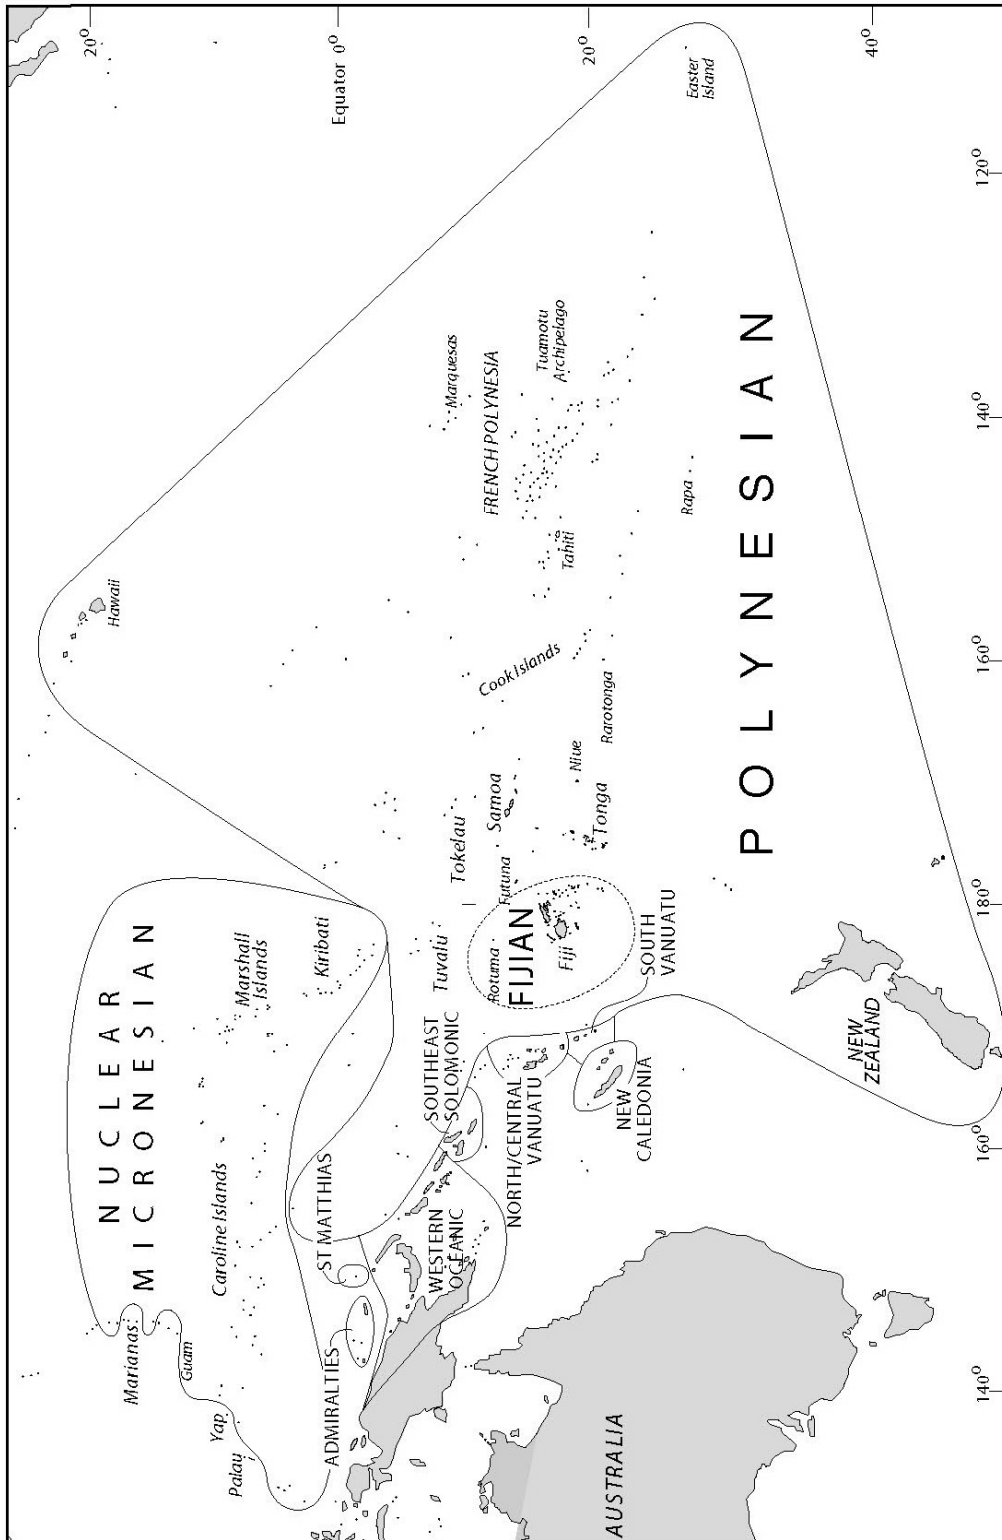 20°
Equator 0°
20°
40°
120°
140°
160°
180°
160°
140°
NUCLEAR
MICRONESIAN
Marianas
Guam
Yap
Palau
Caroline Islands
Marshall
Islands
Kiribati
Hawaii
ADMIRALTIES
ST MATTHIAS
WESTERN
OCEANIC
SOUTHEAST
SOLOMONIC
NORTH/CENTRAL
VANUATU
NEW
CALEDONIA
SOUTH
VANUATU
Tuvalu
Tokelau
Rotuma
FIJIAN
Fiji
Futuna
Samoa
Niue
Tonga
Rarotonga
Cook Islands
Tahiti
FRENCH POLYNESIA
Marquesas
Tuamotu
Archipelago
Rapa
Easter
Island
POLYNESIAN
NEW
ZEALAND
AUSTRALIA